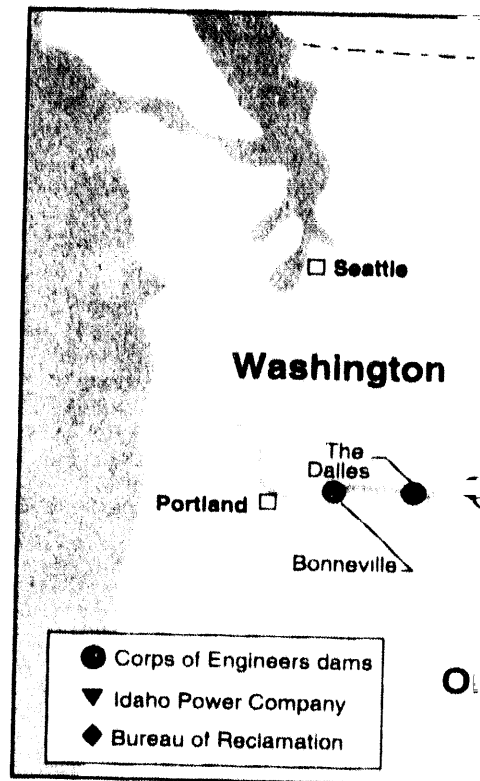 Seattle
Washington
The
Dalles
Portland
Bonneville
Corps of Engineers dams
Idaho Power Company
Bureau of Reclamation